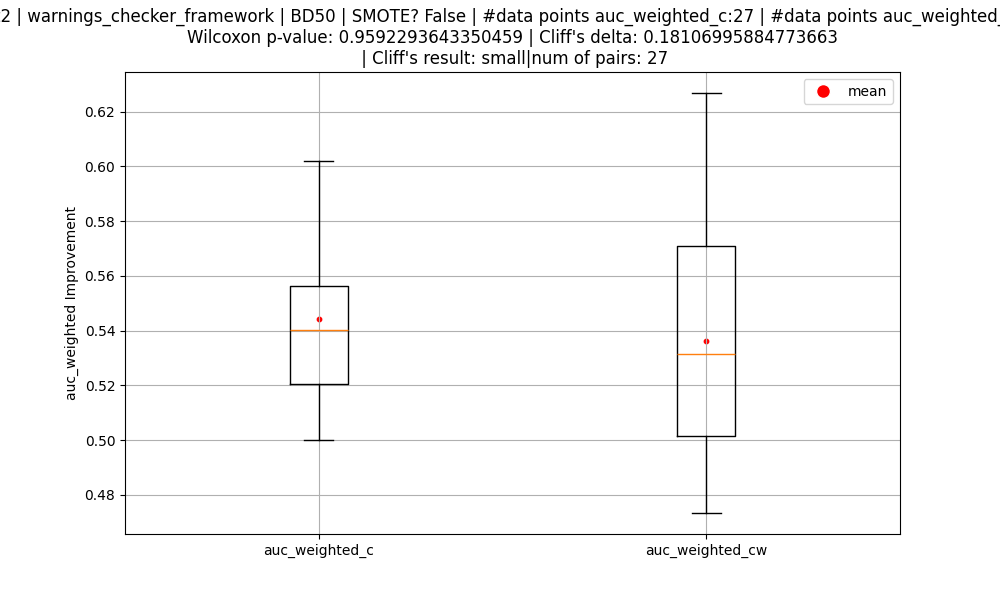 2 | warnings_checker_framework | BD50 | SMOTE? False | #data points auc_weighted_c:27 | #data points auc_weighted_
Wilcoxon p-value: 0.9592293643350459 | Cliff's delta: 0.18106995884773663
| Cliff's result: small|num of pairs: 27
mean
0.62
0.60
0.58
0.56
0.54
0.52
0.50
0.48
auc_weighted Improvement
auc_weighted_c
auc_weighted_cw